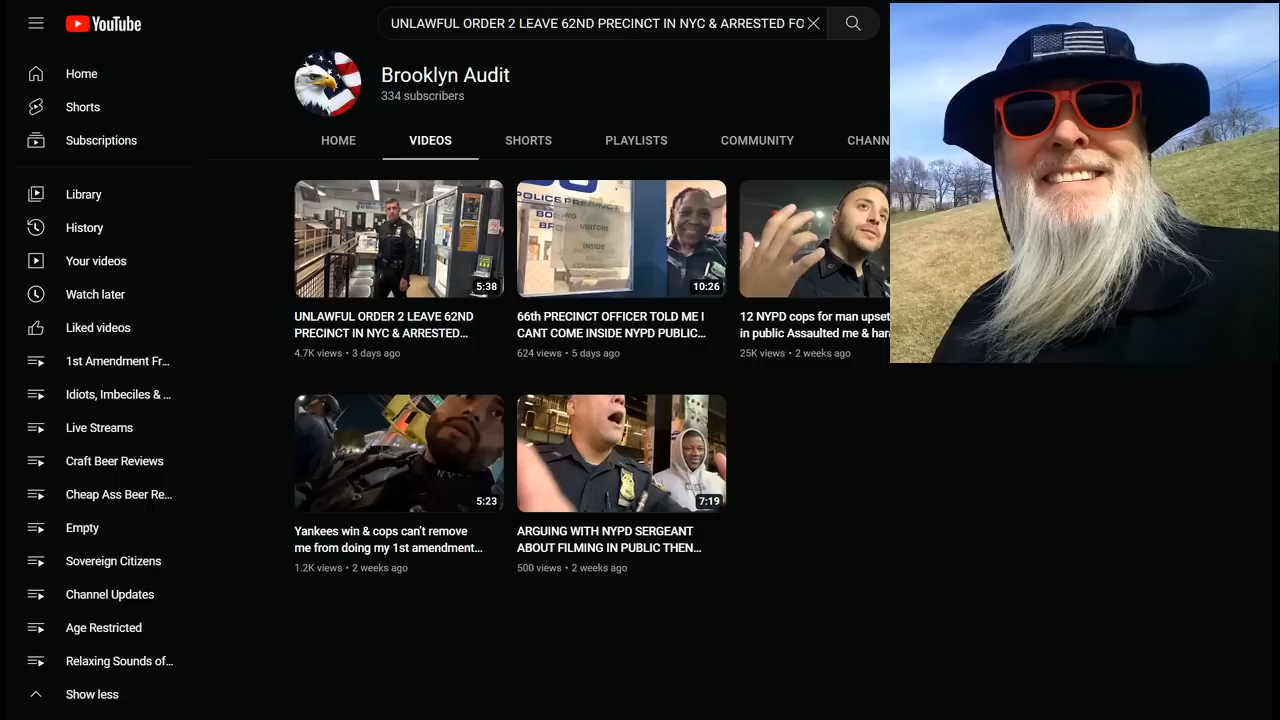 YouTube
UNLAWFUL ORDER 2 LEAVE 62ND PRECINCT IN NYC & ARRESTED FO
Home
Shorts
Subscriptions
Library
History
Your videos
Watch later
Liked videos
1st Amendment Fr...
Idiots, Imbeciles & ...
Live Streams
Craft Beer Reviews
Cheap Ass Beer Re...
Empty
Sovereign Citizens
Channel Updates
Age Restricted
Relaxing Sounds of...
Show less
Brooklyn Audit
334 subscribers
HOME VIDEOS SHORTS PLAYLISTS COMMUNITY CHANN
5:38
UNLAWFUL ORDER 2 LEAVE 62ND
PRECINCT IN NYC & ARRESTED...
4.7K views • 3 days ago
POLICE PRECINCT
NO
VISITORS
INSIDE
10:26
66th PRECINCT OFFICER TOLD ME I
CANT COME INSIDE NYPD PUBLIC...
624 views • 5 days ago
12 NYPD cops for man upset
in public Assaulted me & har
25K views • 2 weeks ago
NYPD
5:23
Yankees win & cops can't remove
me from doing my 1st amendment...
1.2K views • 2 weeks ago
7:19
ARGUING WITH NYPD SERGEANT
ABOUT FILMING IN PUBLIC THEN...
500 views • 2 weeks ago